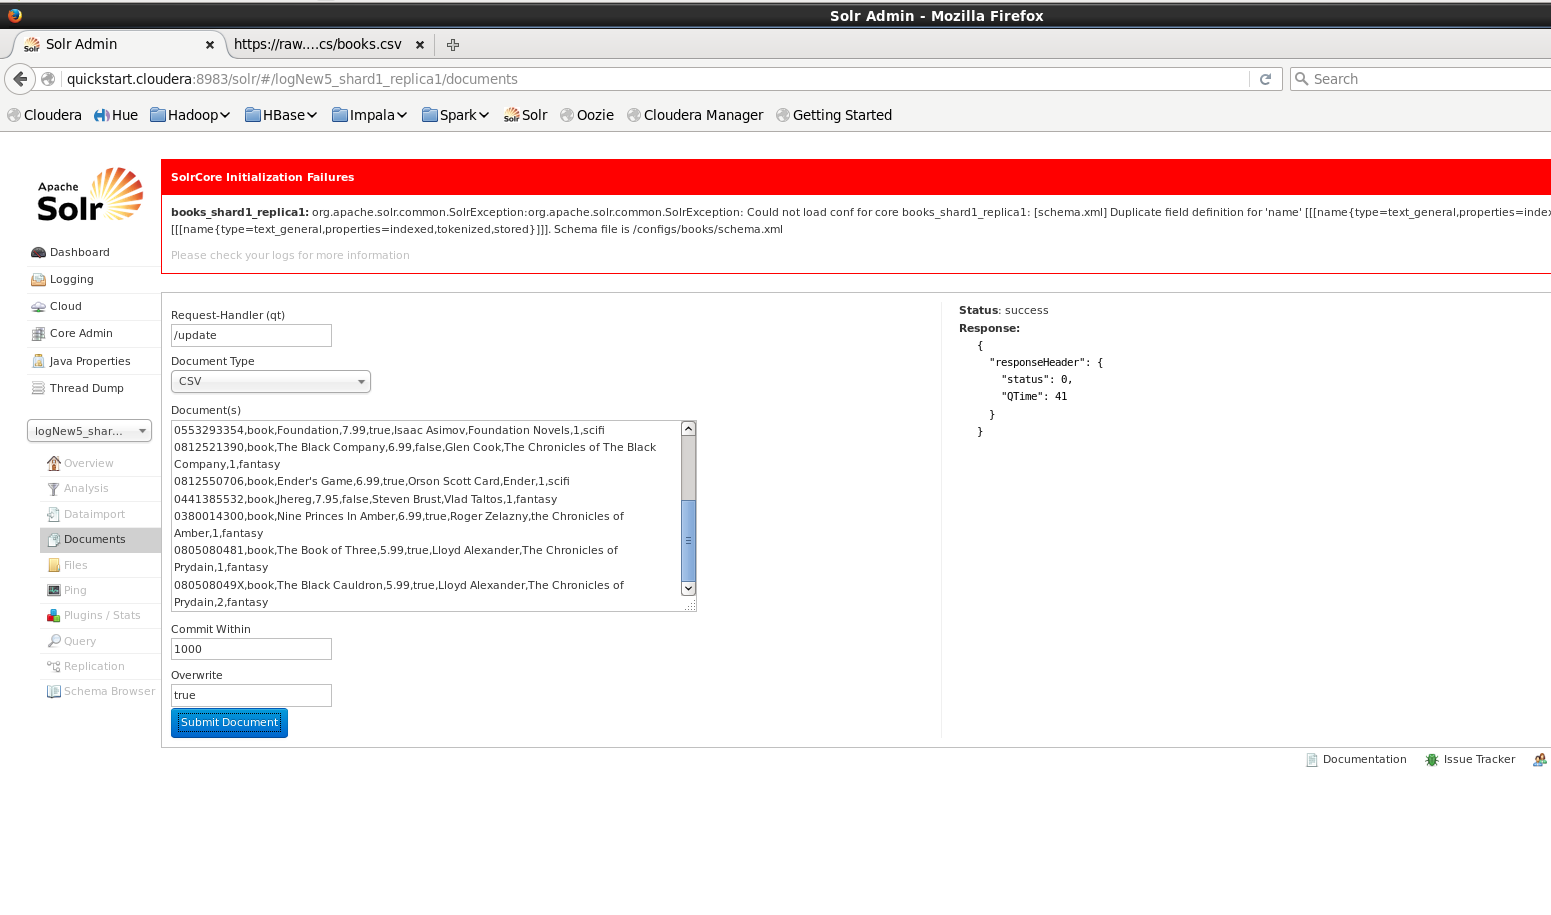 Solr Admin - Mozilla Firefox
Solr Admin
https://raw....cs/books.csv
quickstart.cloudera:8983/solr/#/logNew5_shard1_replica1/documents
Search
Cloudera Hue Hadoop HBase Impala Spark Solr Oozie Cloudera Manager Getting Started
Apache
Solr
SolrCore Initialization Failures
books_shard1_replica1: org.apache.solr.common.SolrException:org.apache.solr.common.SolrException: Could not load conf for core books_shard1_replica1: [schema.xml] Duplicate field definition for 'name' [[[name{type=text_general,properties=index
[[[name{type=text_general,properties=indexed,tokenized,stored}]]]. Schema file is /configs/books/schema.xml
Please check your logs for more information
Dashboard
Logging
Cloud
Core Admin
Java Properties
Thread Dump
logNew5_shar...
Overview
Analysis
Dataimport
Documents
Files
Ping
Plugins / Stats
Query
Replication
Schema Browser
Request-Handler (qt)
/update
Document Type
CSV
Document(s)
0553293354,book,Foundation,7.99,true,Isaac Asimov,Foundation Novels,1,scifi
0812521390,book,The Black Company,6.99,false,Glen Cook,The Chronicles of The Black
Company,1,fantasy
0812550706,book,Ender's Game,6.99,true,Orson Scott Card,Ender,1,scifi
0441385532,book,Jhereg,7.95,false,Steven Brust,Vlad Taltos,1,fantasy
0380014300,book,Nine Princes In Amber,6.99,true,Roger Zelazny,the Chronicles of
Amber,1,fantasy
0805080481,book,The Book of Three,5.99,true,Lloyd Alexander,The Chronicles of
Prydain,1,fantasy
080508049X,book,The Black Cauldron,5.99,true,Lloyd Alexander,The Chronicles of
Prydain,2,fantasy
Commit Within
1000
Overwrite
true
Submit Document
Status: success
Response:
{
"responseHeader": {
"status": 0,
"QTime": 41
}
}
Documentation
Issue Tracker